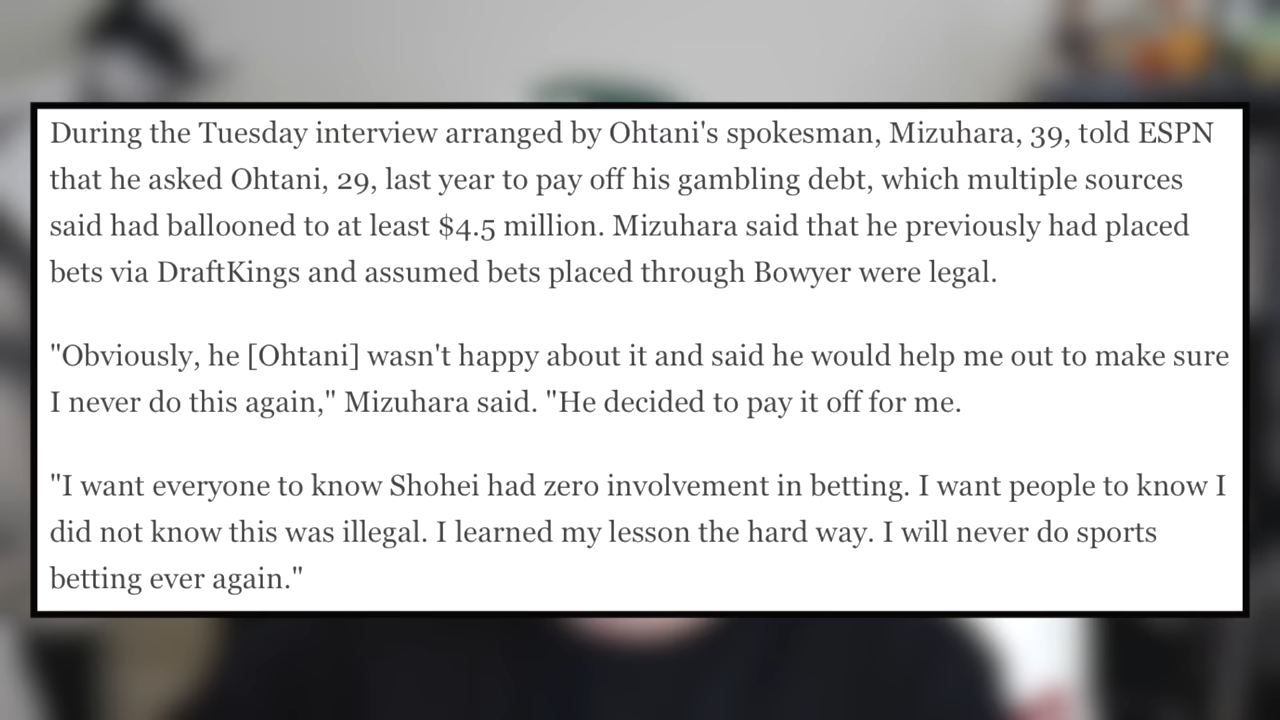 During the Tuesday interview arranged by Ohtani's spokesman, Mizuhara, 39, told ESPN
that he asked Ohtani, 29, last year to pay off his gambling debt, which multiple sources
said had ballooned to at least $4.5 million. Mizuhara said that he previously had placed
bets via DraftKings and assumed bets placed through Bowyer were legal.
"Obviously, he [Ohtani] wasn't happy about it and said he would help me out to make sure
I never do this again," Mizuhara said. "He decided to pay it off for me.
"I want everyone to know Shohei had zero involvement in betting. I want people to know I
did not know this was illegal. I learned my lesson the hard way. I will never do sports
betting ever again."